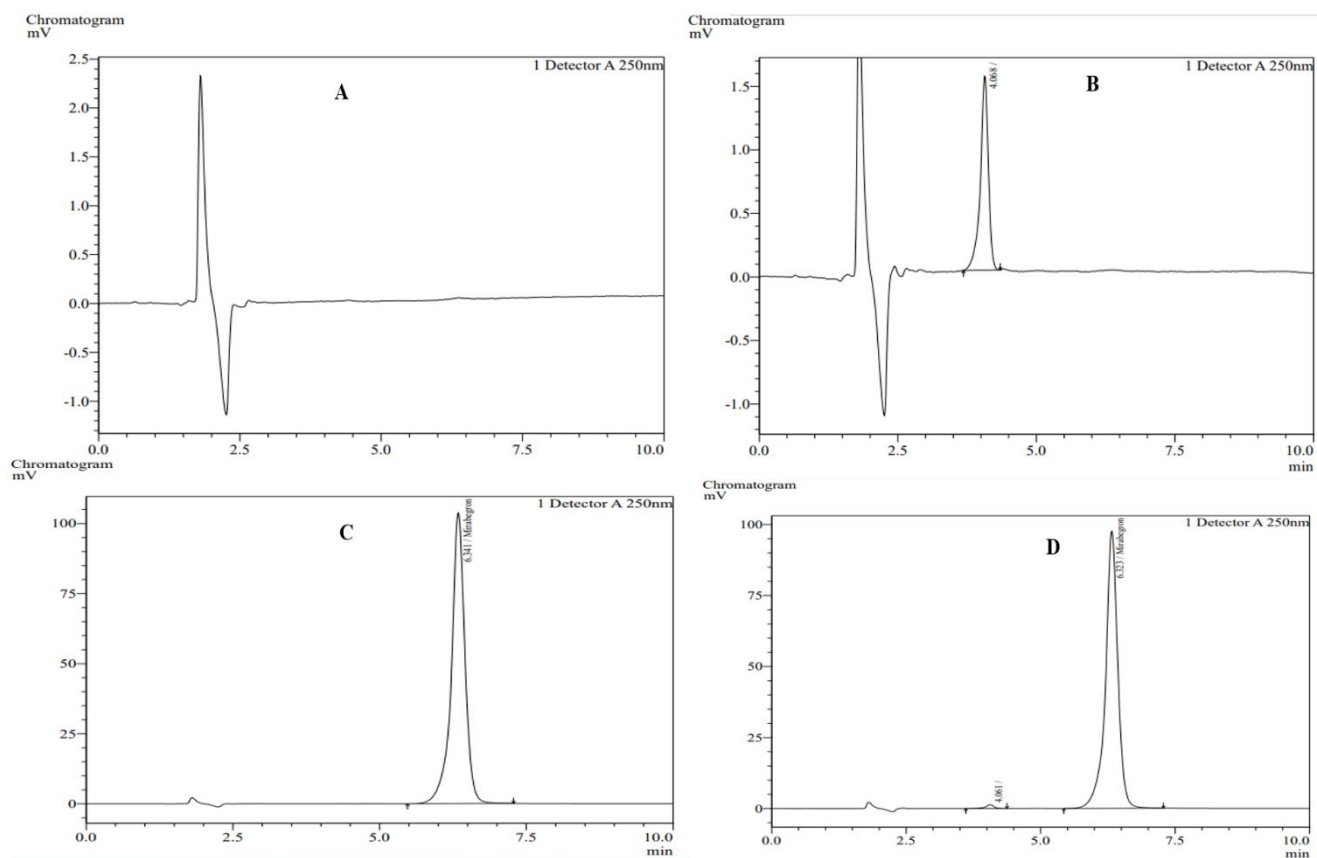 Chromatogram
mV
1 Detector A 250nm
A
2.5
2.0
1.5
1.0
0.5
0.0
-0.5
-1.0
0.0 2.5 5.0 7.5 10.0
Chromatogram
mV
1 Detector A 250nm
B
4.068 /
1.5
1.0
0.5
0.0
-0.5
-1.0
0.0 2.5 5.0 7.5 10.0
min
Chromatogram
mV
1 Detector A 250nm
C
6.341 / Mirabegron
100
75
50
25
0
0.0 2.5 5.0 7.5 10.0
min
Chromatogram
mV
1 Detector A 250nm
D
6.323 / Mirabegron
4.061 /
100
75
50
25
0
0.0 2.5 5.0 7.5 10.0
min